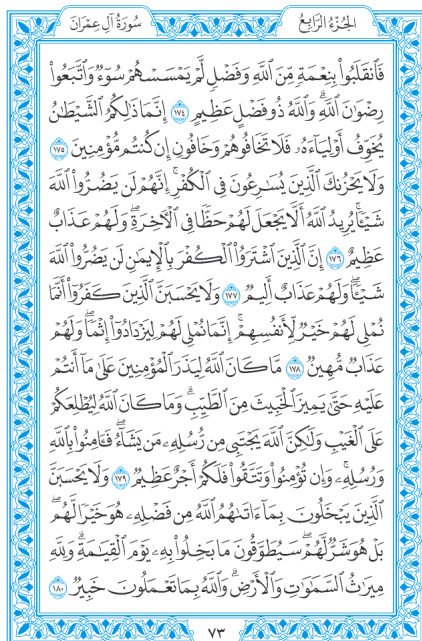 الجُزْءُ الرَّابِعُ
سُورَةُ آلِ عِمْرَانَ
فَٱنقَلَبُواْ بِنِعْمَةٍ مِّنَ ٱللَّهِ وَفَضْلٍ لَّمْ يَمْسَسْهُمْ سُوٓءٌ وَٱتَّبَعُواْ
رِضْوَٰنَ ٱللَّهِۗ وَٱللَّهُ ذُو فَضْلٍ عَظِيمٍ ١٧٤ إِنَّمَا ذَٰلِكُمُ ٱلشَّيْطَٰنُ
يُخَوِّفُ أَوْلِيَآءَهُۥ فَلَا تَخَافُوهُمْ وَخَافُونِ إِن كُنتُم مُّؤْمِنِينَ ١٧٥
وَلَا يَحْزُنكَ ٱلَّذِينَ يُسَٰرِعُونَ فِي ٱلْكُفْرِۚ إِنَّهُمْ لَن يَضُرُّواْ ٱللَّهَ
شَيْـًٔاۗ يُرِيدُ ٱللَّهُ أَلَّا يَجْعَلَ لَهُمْ حَظًّا فِي ٱلْأٓخِرَةِۖ وَلَهُمْ عَذَابٌ
عَظِيمٌ ١٧٦ إِنَّ ٱلَّذِينَ ٱشْتَرَوُاْ ٱلْكُفْرَ بِٱلْإِيمَٰنِ لَن يَضُرُّواْ ٱللَّهَ
شَيْـًٔاۖ وَلَهُمْ عَذَابٌ أَلِيمٌ ١٧٧ وَلَا يَحْسَبَنَّ ٱلَّذِينَ كَفَرُوٓاْ أَنَّمَا
نُمْلِي لَهُمْ خَيْرٌ لِّأَنفُسِهِمْۚ إِنَّمَا نُمْلِي لَهُمْ لِيَزْدَادُوٓاْ إِثْمًاۖ وَلَهُمْ
عَذَابٌ مُّهِينٌ ١٧٨ مَّا كَانَ ٱللَّهُ لِيَذَرَ ٱلْمُؤْمِنِينَ عَلَىٰ مَآ أَنتُمْ
عَلَيْهِ حَتَّىٰ يَمِيزَ ٱلْخَبِيثَ مِنَ ٱلطَّيِّبِۗ وَمَا كَانَ ٱللَّهُ لِيُطْلِعَكُمْ
عَلَى ٱلْغَيْبِ وَلَٰكِنَّ ٱللَّهَ يَجْتَبِي مِن رُّسُلِهِۦ مَن يَشَآءُۖ فَـَٔامِنُواْ بِٱللَّهِ
وَرُسُلِهِۦۚ وَإِن تُؤْمِنُواْ وَتَتَّقُواْ فَلَكُمْ أَجْرٌ عَظِيمٌ ١٧٩ وَلَا يَحْسَبَنَّ
ٱلَّذِينَ يَبْخَلُونَ بِمَآ ءَاتَىٰهُمُ ٱللَّهُ مِن فَضْلِهِۦ هُوَ خَيْرًا لَّهُمۖ
بَلْ هُوَ شَرٌّ لَّهُمْۖ سَيُطَوَّقُونَ مَا بَخِلُواْ بِهِۦ يَوْمَ ٱلْقِيَٰمَةِۗ وَلِلَّهِ
مِيرَٰثُ ٱلسَّمَٰوَٰتِ وَٱلْأَرْضِۗ وَٱللَّهُ بِمَا تَعْمَلُونَ خَبِيرٌ ١٨٠
٧٣